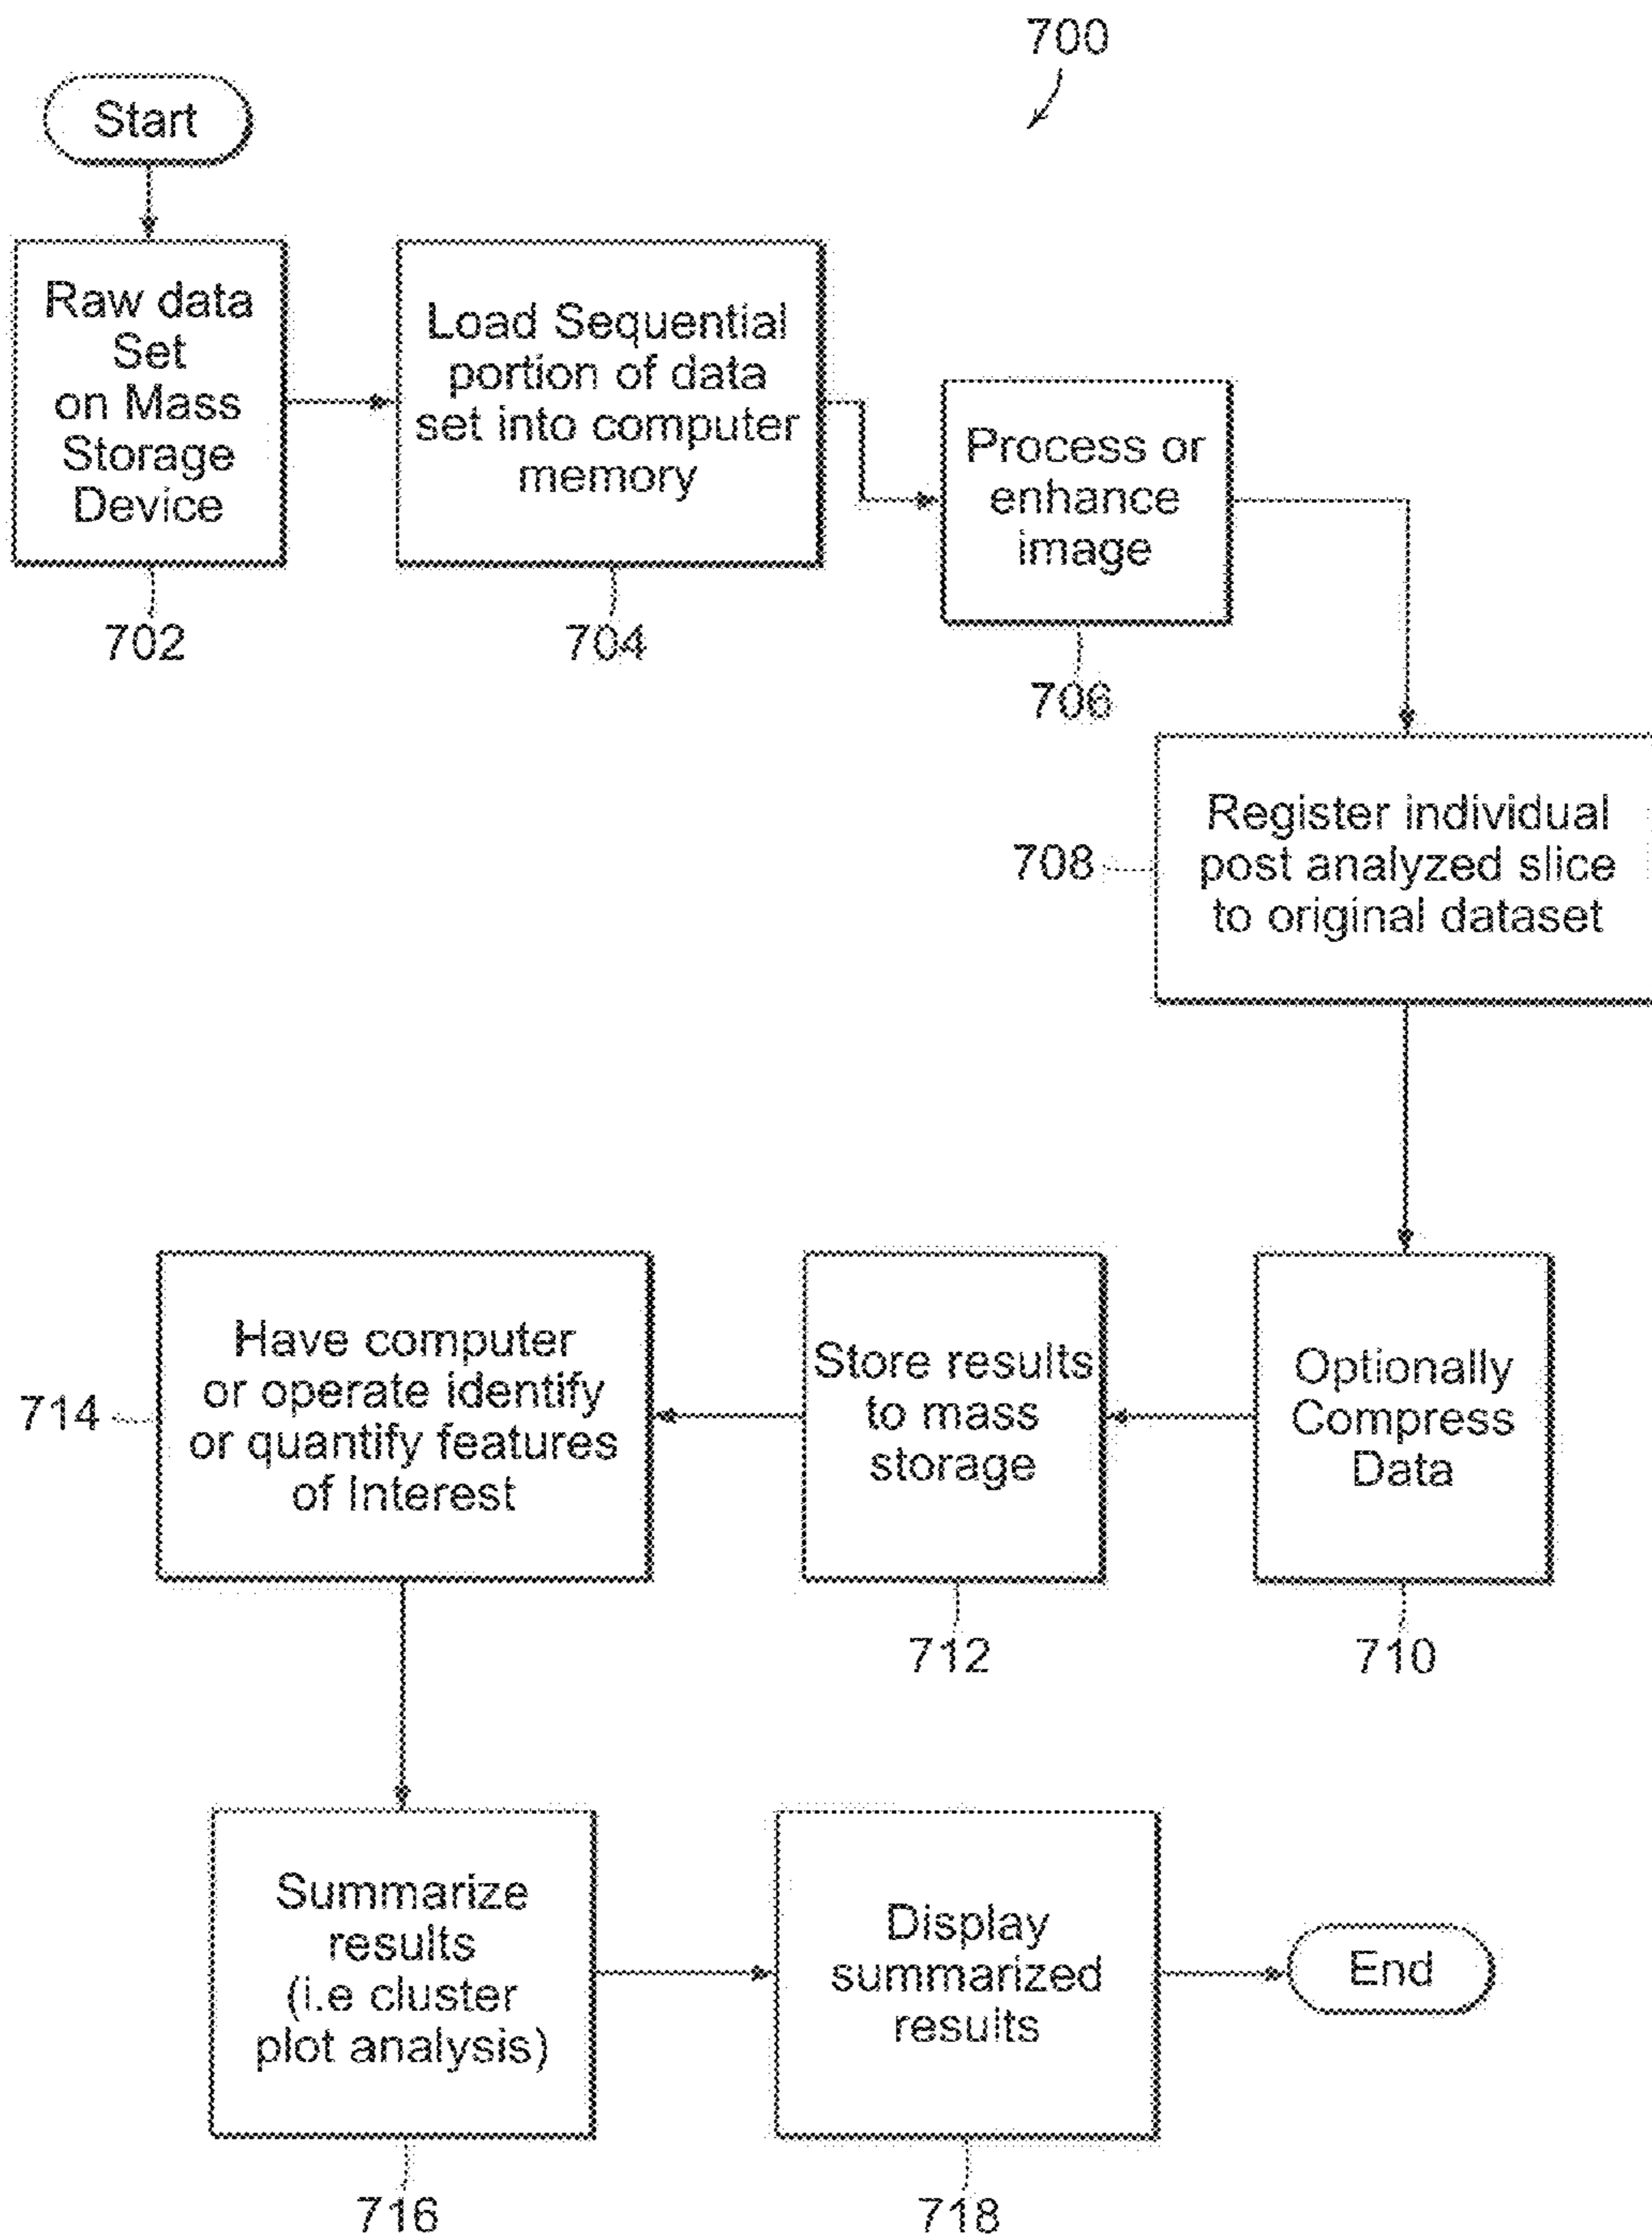 700
Start
Raw data
Set
on Mass
Storage
Device
702
Load Sequential
portion of data
set into computer
memory
704
Process or
enhance
image
706
Register individual
post analyzed slice
to original dataset
708
Optionally
Compress
Data
710
Store results
to mass
storage
712
Have computer
or operate identify
or quantify features
of Interest
714
Summarize
results
(i.e cluster
plot analysis)
716
Display
summarized
results
718
End